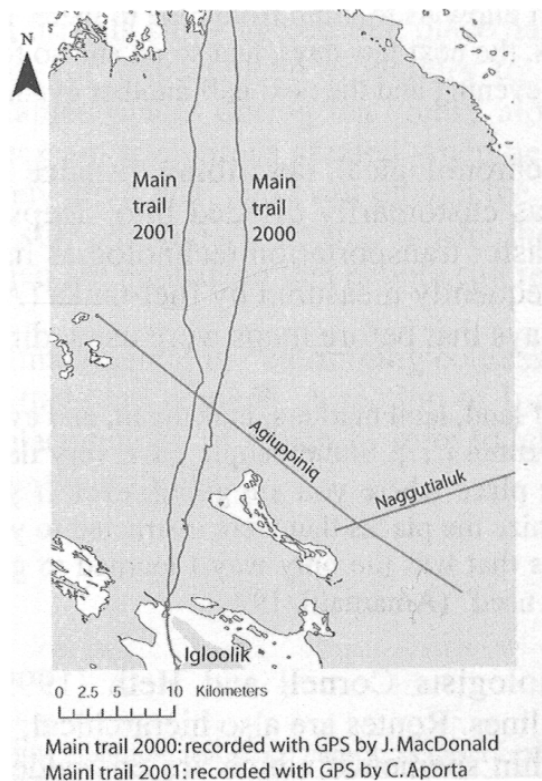 N
Main
trail
2001
Main
trail
2000
Agiuppiniq
Naggutialuk
Igloolik
0 2.5 5 10 Kilometers
Main trail 2000: recorded with GPS by J. MacDonald
Mainl trail 2001: recorded with GPS by C. Aporta